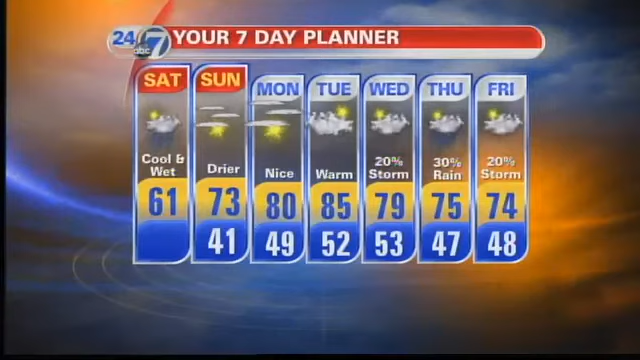 24
abc 7
YOUR 7 DAY PLANNER
SAT SUN MON TUE WED THU FRI
Cool & Wet Drier Nice Warm 20% Storm 30% Rain 20% Storm
61 73 80 85 79 75 74
41 49 52 53 47 48